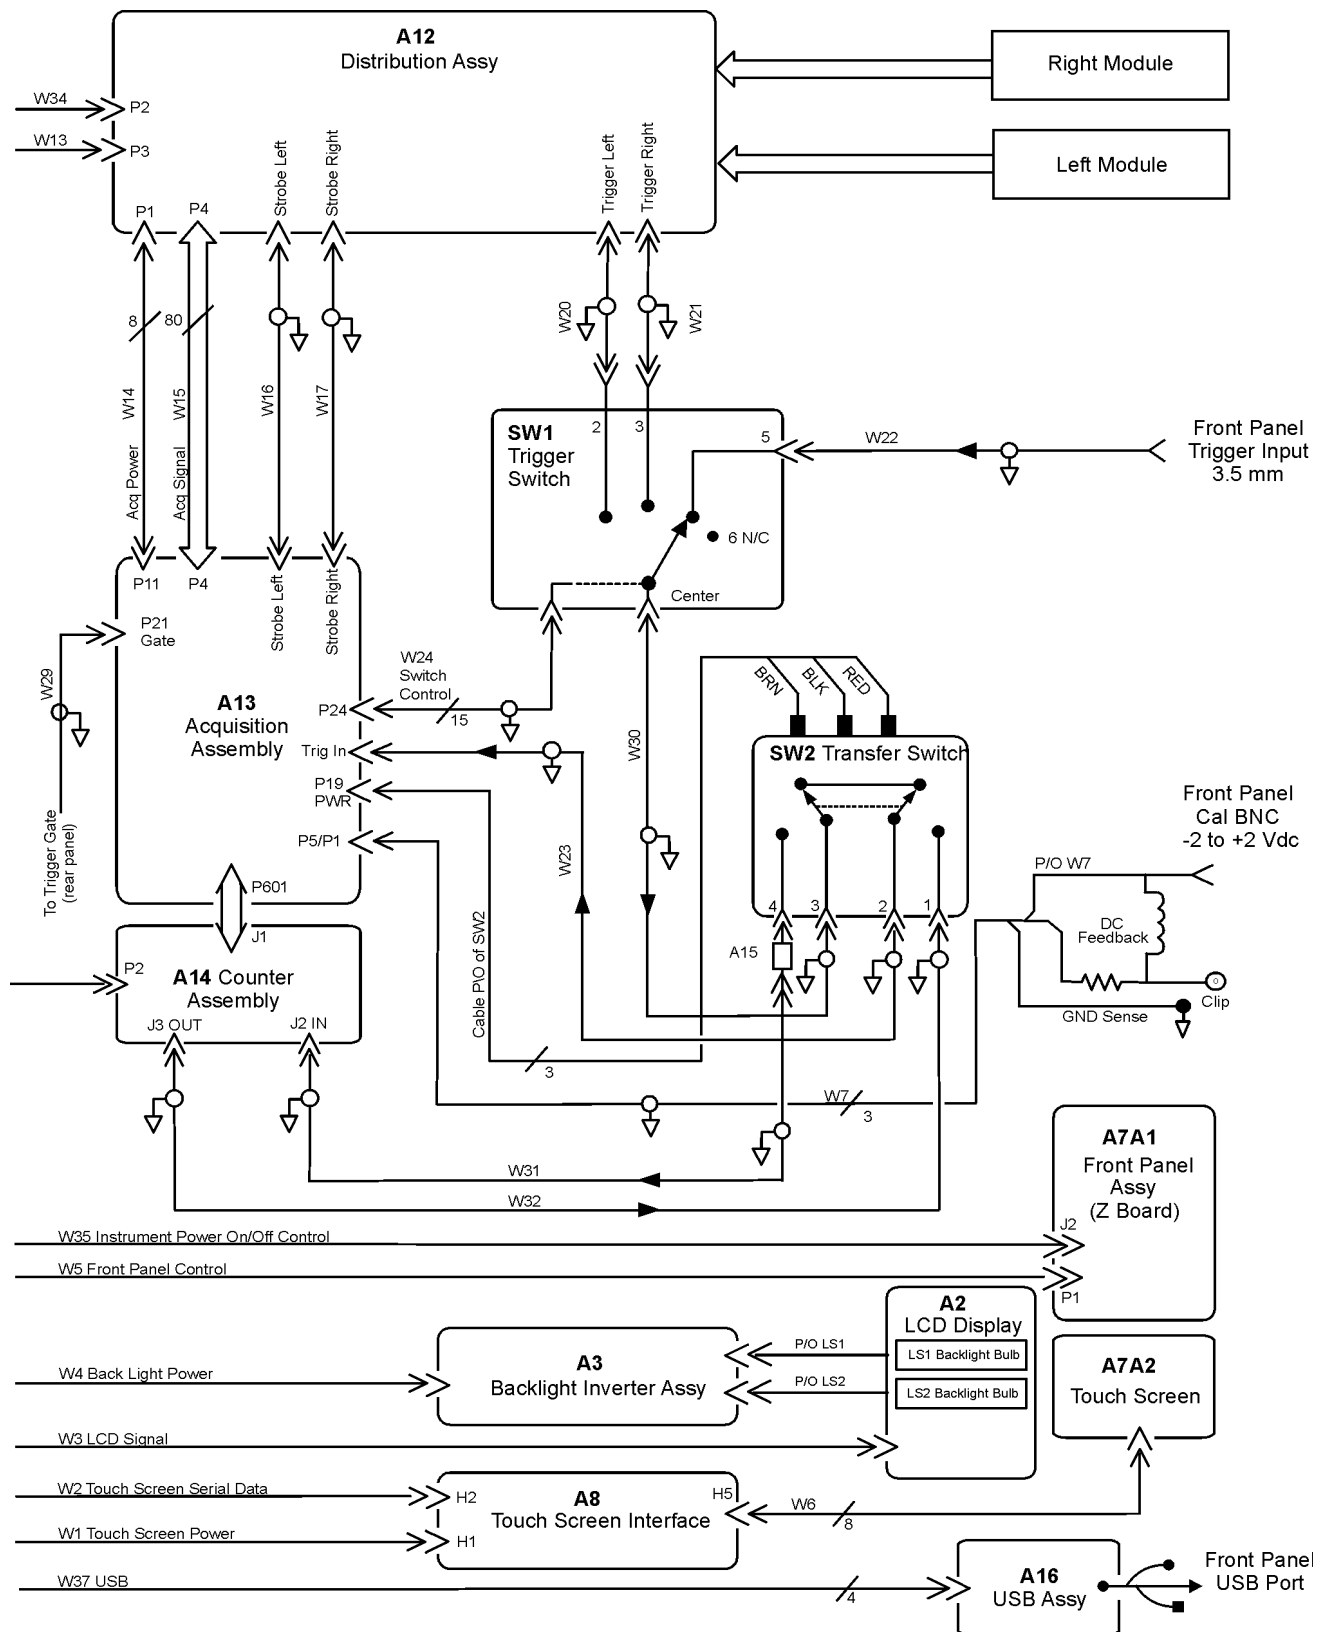 A12
Distribution Assy
Right Module
Left Module
W34
P2
W13
P3
Strobe Left
Strobe Right
Trigger Left
Trigger Right
P1
P4
8
80
W14
W15
W16
W17
W20
W21
Acq Power
Acq Signal
SW1
Trigger
Switch
2
3
5
W22
Front Panel
Trigger Input
3.5 mm
6 N/C
Center
P11
P4
Strobe Left
Strobe Right
P21
Gate
W29
To Trigger Gate
(rear panel)
A13
Acquisition
Assembly
P24
W24
Switch
Control
15
Trig In
P19
PWR
P5/P1
W30
W23
BRN
BLK
RED
SW2 Transfer Switch
4
3
2
1
A15
Front Panel
Cal BNC
-2 to +2 Vdc
P/O W7
DC
Feedback
Clip
GND Sense
P601
J1
P2
A14 Counter
Assembly
J3 OUT
J2 IN
Cable P\O of SW2
3
W7
3
W31
W32
A7A1
Front Panel
Assy
(Z Board)
J2
P1
W35 Instrument Power On/Off Control
W5 Front Panel Control
A2
LCD Display
LS1 Backlight Bulb
LS2 Backlight Bulb
P/O LS1
P/O LS2
A3
Backlight Inverter Assy
W4 Back Light Power
A7A2
Touch Screen
W3 LCD Signal
W2 Touch Screen Serial Data
H2
A8
Touch Screen Interface
H5
W6
8
W1 Touch Screen Power
H1
W37 USB
4
A16
USB Assy
Front Panel
USB Port